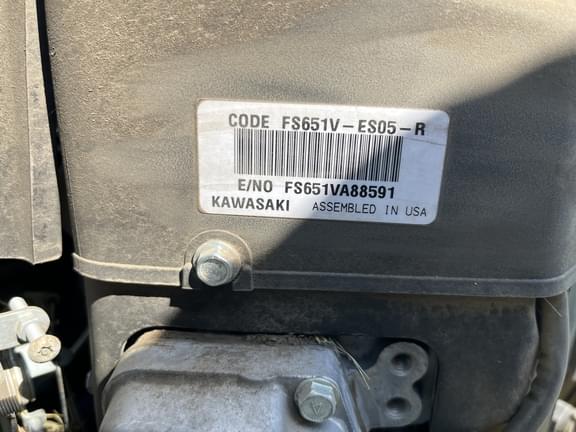 CODE FS651V-ES05-R
E/NO FS651VA88591
KAWASAKI ASSEMBLED IN USA